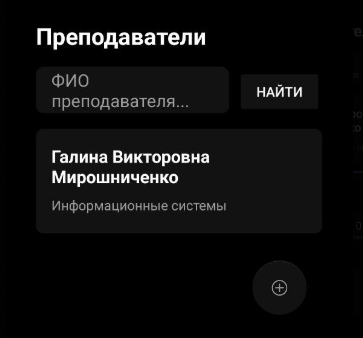 Преподаватели
ФИО
преподавателя...
НАЙТИ
Галина Викторовна
Мирошниченко
Информационные системы